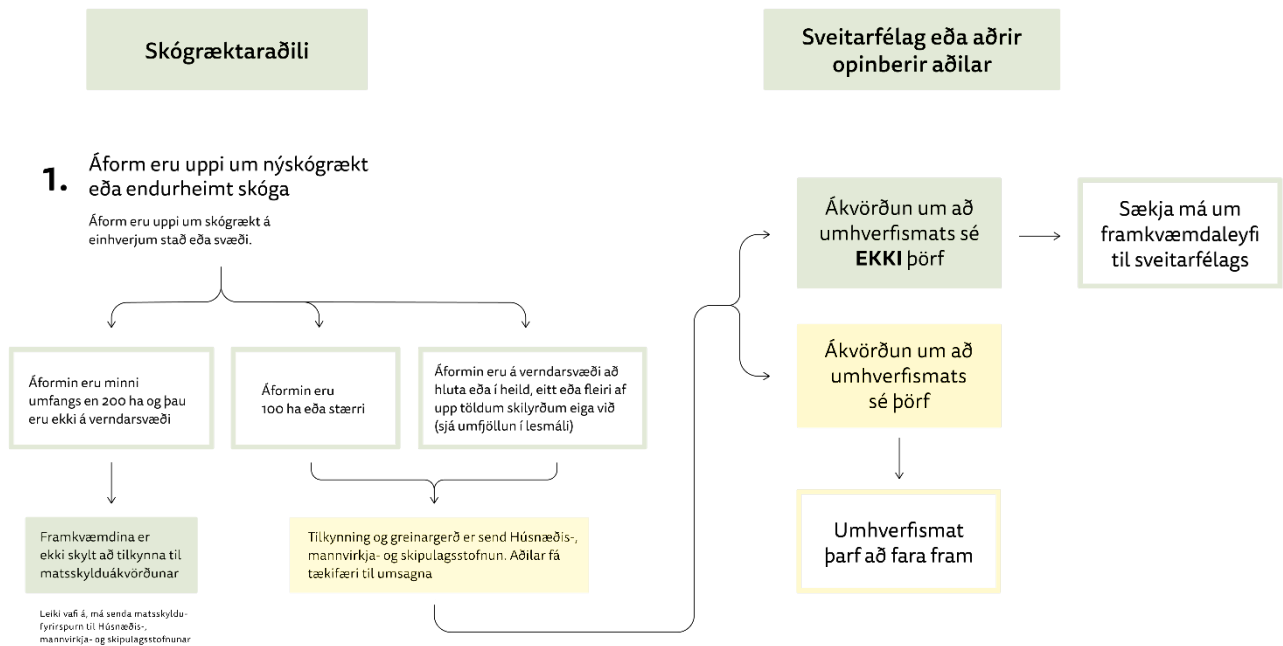 Skógræktaraðili
Sveitarfélag eða aðrir
opinberir aðilar
1.
Áform eru uppi um nýskógrækt
eða endurheimt skóga
Áform eru uppi um skógrækt á
einhverjum stað eða svæði.
Áformin eru minni
umfangs en 200 ha og þau
eru ekki á verndarsvæði
Áformin eru
100 ha eða stærri
Áformin eru á verndarsvæði að
hluta eða í heild, eitt eða fleiri af
upp töldum skilyrðum eiga við
(sjá umfjöllun í lesmáli)
Framkvæmdina er
ekki skylt að tilkynna til
matsskylduákvörðunar
Leiki vafi á, má senda matsskyldu-
fyrirspurn til Húsnæðis-,
mannvirkja- og skipulagsstofnunar
Tilkynning og greinargerð er send Húsnæðis-,
mannvirkja- og skipulagsstofnun. Aðilar fá
tækifæri til umsagna
Ákvörðun um að
umhverfismats sé
EKKI þörf
Sækja má um
framkvæmdaleyfi
til sveitarfélags
Ákvörðun um að
umhverfismats
sé þörf
Umhverfismat
þarf að fara fram